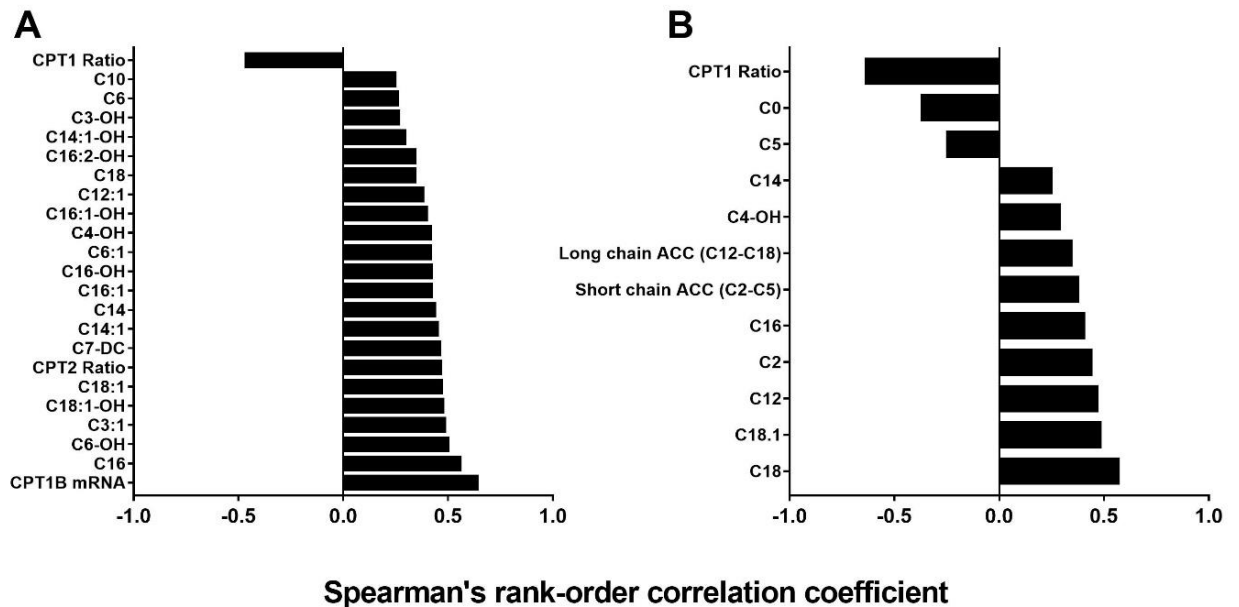 A
CPT1 Ratio
C10
C6
C3-OH
C14:1-OH
C16:2-OH
C18
C12:1
C16:1-OH
C4-OH
C6:1
C16-OH
C16:1
C14
C14:1
C7-DC
CPT2 Ratio
C18:1
C18:1-OH
C3:1
C6-OH
C16
CPT1B mRNA
-1.0 -0.5 0.0 0.5 1.0
B
CPT1 Ratio
C0
C5
C14
C4-OH
Long chain ACC (C12-C18)
Short chain ACC (C2-C5)
C16
C2
C12
C18.1
C18
-1.0 -0.5 0.0 0.5 1.0
Spearman's rank-order correlation coefficient